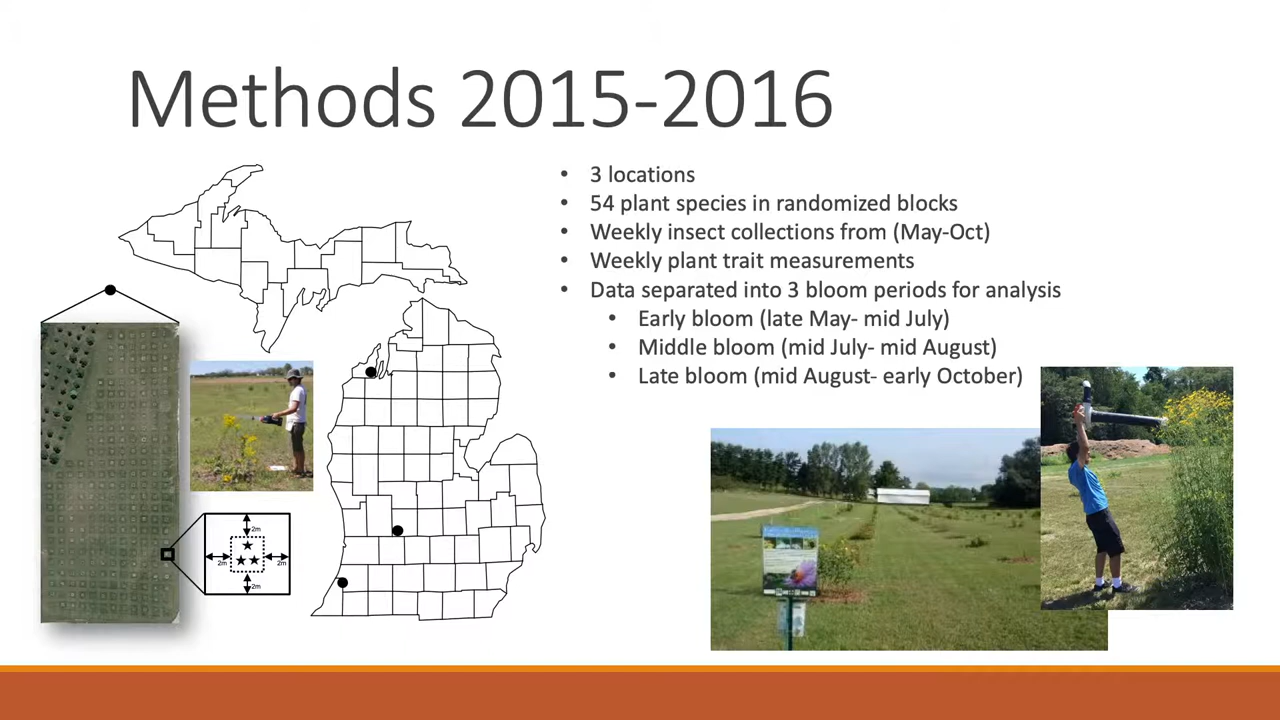 Methods 2015-2016
• 3 locations
• 54 plant species in randomized blocks
• Weekly insect collections from (May-Oct)
• Weekly plant trait measurements
• Data separated into 3 bloom periods for analysis
• Early bloom (late May- mid July)
• Middle bloom (mid July- mid August)
• Late bloom (mid August- early October)
2m
2m
2m
2m